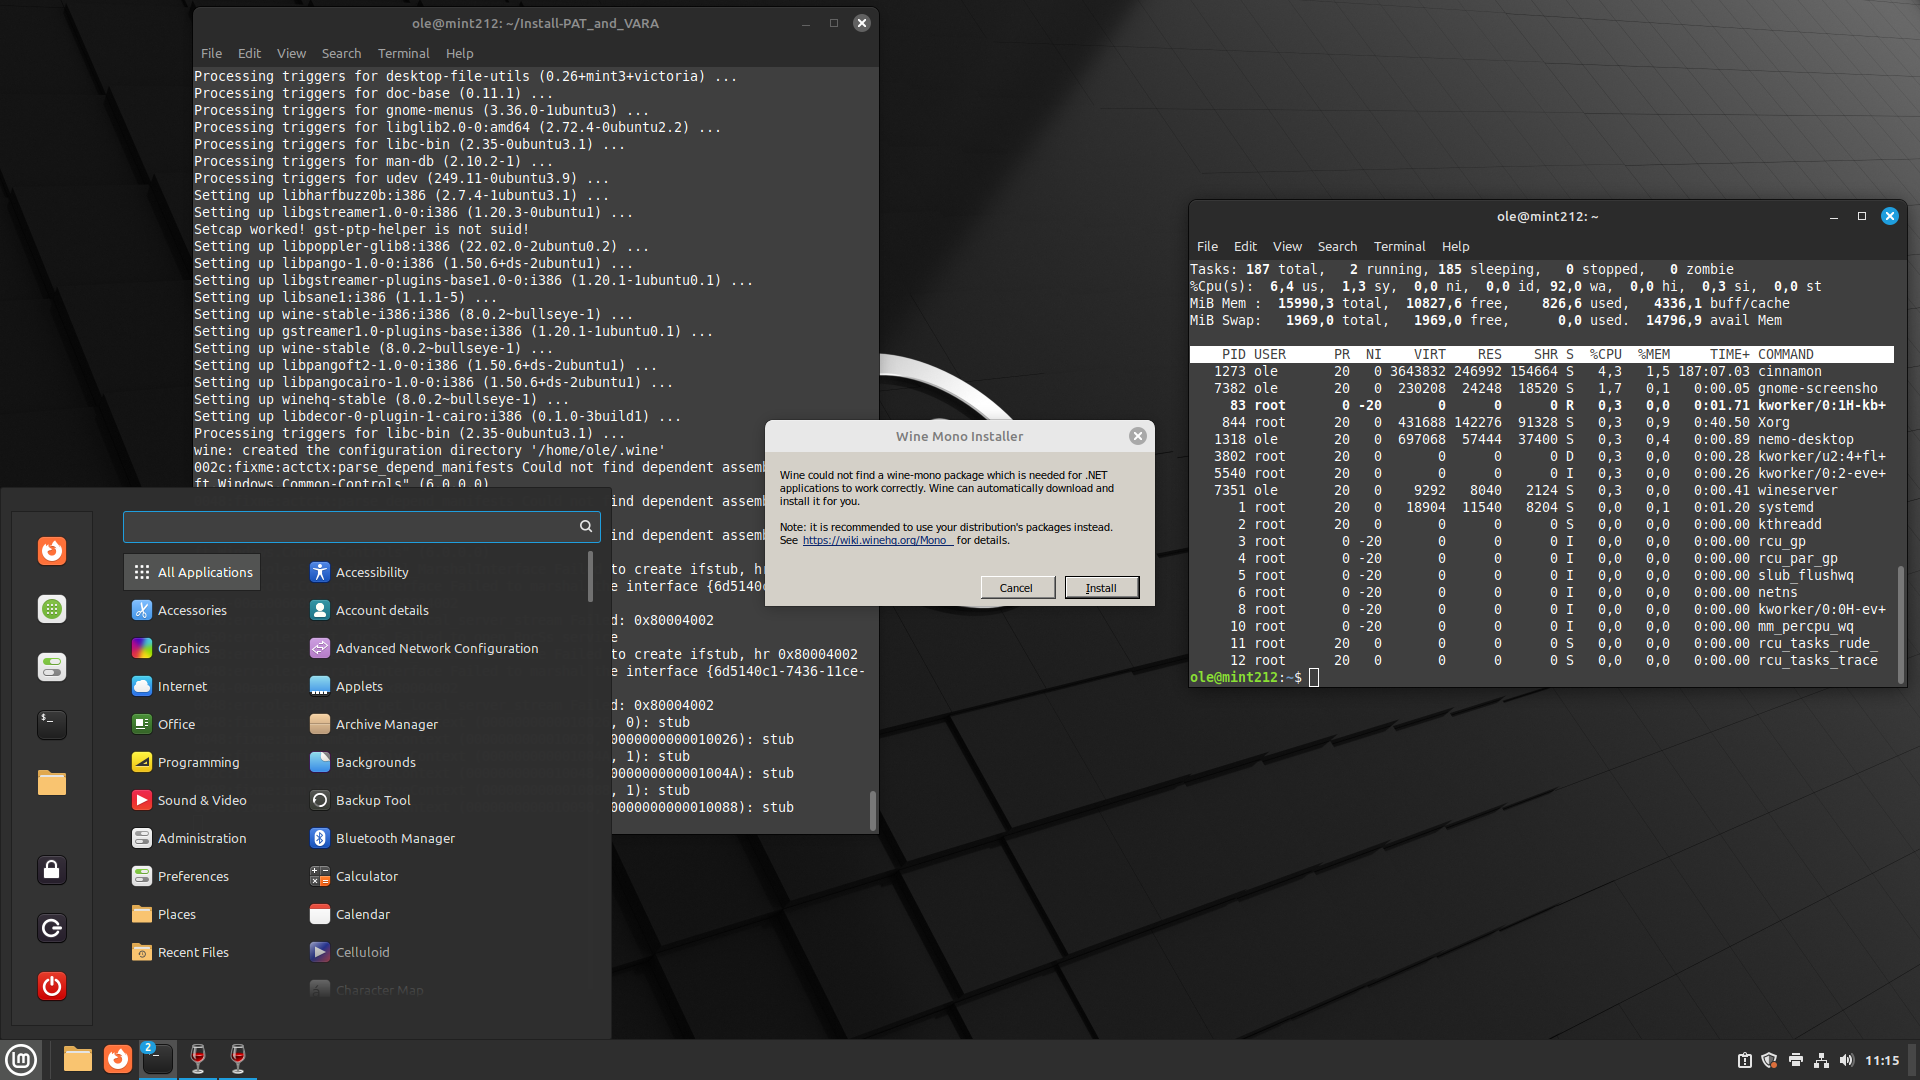 ole@mint212: ~/Install-PAT_and_VARA
File Edit View Search Terminal Help
Processing triggers for desktop-file-utils (0.26+mint3+victoria) ...
Processing triggers for doc-base (0.11.1) ...
Processing triggers for gnome-menus (3.36.0-1ubuntu3) ...
Processing triggers for libglib2.0-0:amd64 (2.72.4-0ubuntu2.2) ...
Processing triggers for libc-bin (2.35-0ubuntu3.1) ...
Processing triggers for man-db (2.10.2-1) ...
Processing triggers for udev (249.11-0ubuntu3.9) ...
Setting up libharfbuzz0b:i386 (2.7.4-1ubuntu3.1) ...
Setting up libgstreamer1.0-0:i386 (1.20.3-0ubuntu1) ...
Setcap worked! gst-ptp-helper is not suid!
Setting up libpoppler-glib8:i386 (22.02.0-2ubuntu0.2) ...
Setting up libpango-1.0-0:i386 (1.50.6+ds-2ubuntu1) ...
Setting up libgstreamer-plugins-base1.0-0:i386 (1.20.1-1ubuntu0.1) ...
Setting up libsane1:i386 (1.1.1-5) ...
Setting up wine-stable-i386:i386 (8.0.2~bullseye-1) ...
Setting up gstreamer1.0-plugins-base:i386 (1.20.1-1ubuntu0.1) ...
Setting up wine-stable (8.0.2~bullseye-1) ...
Setting up libpangoft2-1.0-0:i386 (1.50.6+ds-2ubuntu1) ...
Setting up libpangocairo-1.0-0:i386 (1.50.6+ds-2ubuntu1) ...
Setting up winehq-stable (8.0.2~bullseye-1) ...
Setting up libdecor-0-plugin-1-cairo:i386 (0.1.0-3build1) ...
Processing triggers for libc-bin (2.35-0ubuntu3.1) ...
wine: created the configuration directory '/home/ole/.wine'
002c:fixme:actctx:parse_depend_manifests Could not find dependent assemb
ft.Windows.Common-Controls" (6.0.0.0)
ind dependent assemb
ind dependent assemb
to create ifstub, hr
e interface {6d5140c
d: 0x80004002
e
to create ifstub, hr 0x80004002
e interface {6d5140c1-7436-11ce-
d: 0x80004002
, 0): stub
0000000000010026): stub
, 1): stub
000000000001004A): stub
, 1): stub
0000000000010088): stub
All Applications
Accessories
Graphics
Internet
Office
Programming
Sound & Video
Administration
Preferences
Places
Recent Files
Accessibility
Account details
Advanced Network Configuration
Applets
Archive Manager
Backgrounds
Backup Tool
Bluetooth Manager
Calculator
Calendar
Celluloid
Character Map
Wine Mono Installer
Wine could not find a wine-mono package which is needed for .NET
applications to work correctly. Wine can automatically download and
install it for you.
Note: it is recommended to use your distribution's packages instead.
See https://wiki.winehq.org/Mono for details.
Cancel Install
ole@mint212: ~
File Edit View Search Terminal Help
Tasks: 187 total, 2 running, 185 sleeping, 0 stopped, 0 zombie
%Cpu(s): 6,4 us, 1,3 sy, 0,0 ni, 0,0 id, 92,0 wa, 0,0 hi, 0,3 si, 0,0 st
MiB Mem : 15990,3 total, 10827,6 free, 826,6 used, 4336,1 buff/cache
MiB Swap: 1969,0 total, 1969,0 free, 0,0 used. 14796,9 avail Mem
PID USER PR NI VIRT RES SHR S %CPU %MEM TIME+ COMMAND
1273 ole 20 0 3643832 246992 154664 S 4,3 1,5 187:07.03 cinnamon
7382 ole 20 0 230208 24248 18520 S 1,7 0,1 0:00.05 gnome-screensho
83 root 0 -20 0 0 0 R 0,3 0,0 0:01.71 kworker/0:1H-kb+
844 root 20 0 431688 142276 91328 S 0,3 0,9 0:40.50 Xorg
1318 ole 20 0 697068 57444 37400 S 0,3 0,4 0:00.89 nemo-desktop
3802 root 20 0 0 0 0 D 0,3 0,0 0:00.28 kworker/u2:4+fl+
5540 root 20 0 0 0 0 I 0,3 0,0 0:00.26 kworker/0:2-eve+
7351 ole 20 0 9292 8040 2124 S 0,3 0,0 0:00.41 wineserver
1 root 20 0 18904 11540 8204 S 0,0 0,1 0:01.20 systemd
2 root 20 0 0 0 0 S 0,0 0,0 0:00.00 kthreadd
3 root 0 -20 0 0 0 I 0,0 0,0 0:00.00 rcu_gp
4 root 0 -20 0 0 0 I 0,0 0,0 0:00.00 rcu_par_gp
5 root 0 -20 0 0 0 I 0,0 0,0 0:00.00 slub_flushwq
6 root 0 -20 0 0 0 I 0,0 0,0 0:00.00 netns
8 root 0 -20 0 0 0 I 0,0 0,0 0:00.00 kworker/0:0H-ev+
10 root 0 -20 0 0 0 I 0,0 0,0 0:00.00 mm_percpu_wq
11 root 20 0 0 0 0 S 0,0 0,0 0:00.00 rcu_tasks_rude_
12 root 20 0 0 0 0 S 0,0 0,0 0:00.00 rcu_tasks_trace
ole@mint212:~$
2
11:15